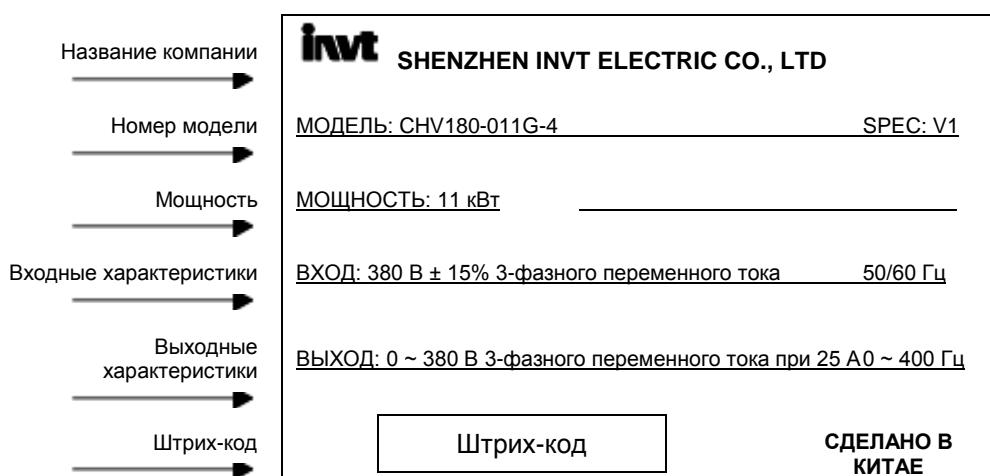 Название компании
invt SHENZHEN INVT ELECTRIC CO., LTD
Номер модели
МОДЕЛЬ: CHV180-011G-4 SPEC: V1
Мощность
МОЩНОСТЬ: 11 кВт
Входные характеристики
ВХОД: 380 В ± 15% 3-фазного переменного тока 50/60 Гц
Выходные
характеристики
ВЫХОД: 0 ~ 380 В 3-фазного переменного тока при 25 А 0 ~ 400 Гц
Штрих-код
Штрих-код
СДЕЛАНО В
КИТАЕ